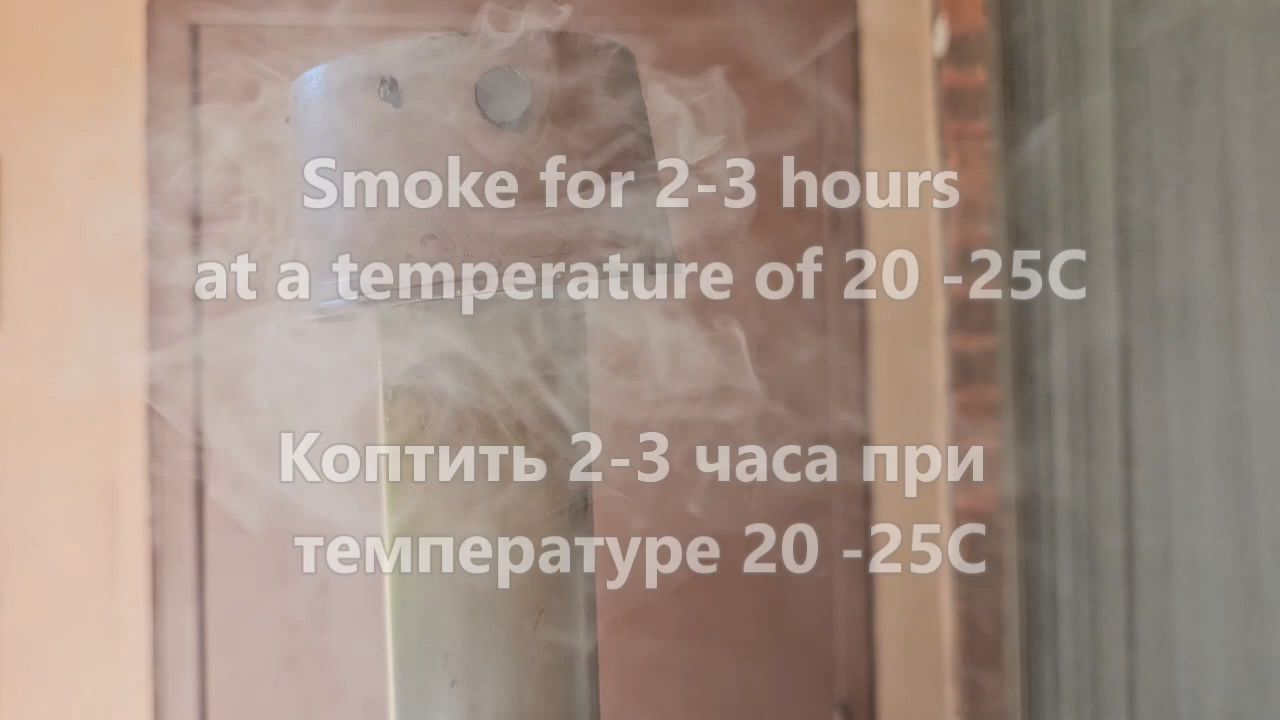 Smoke for 2-3 hours
at a temperature of 20 -25C
Коптить 2-3 часа при
температуре 20 -25C